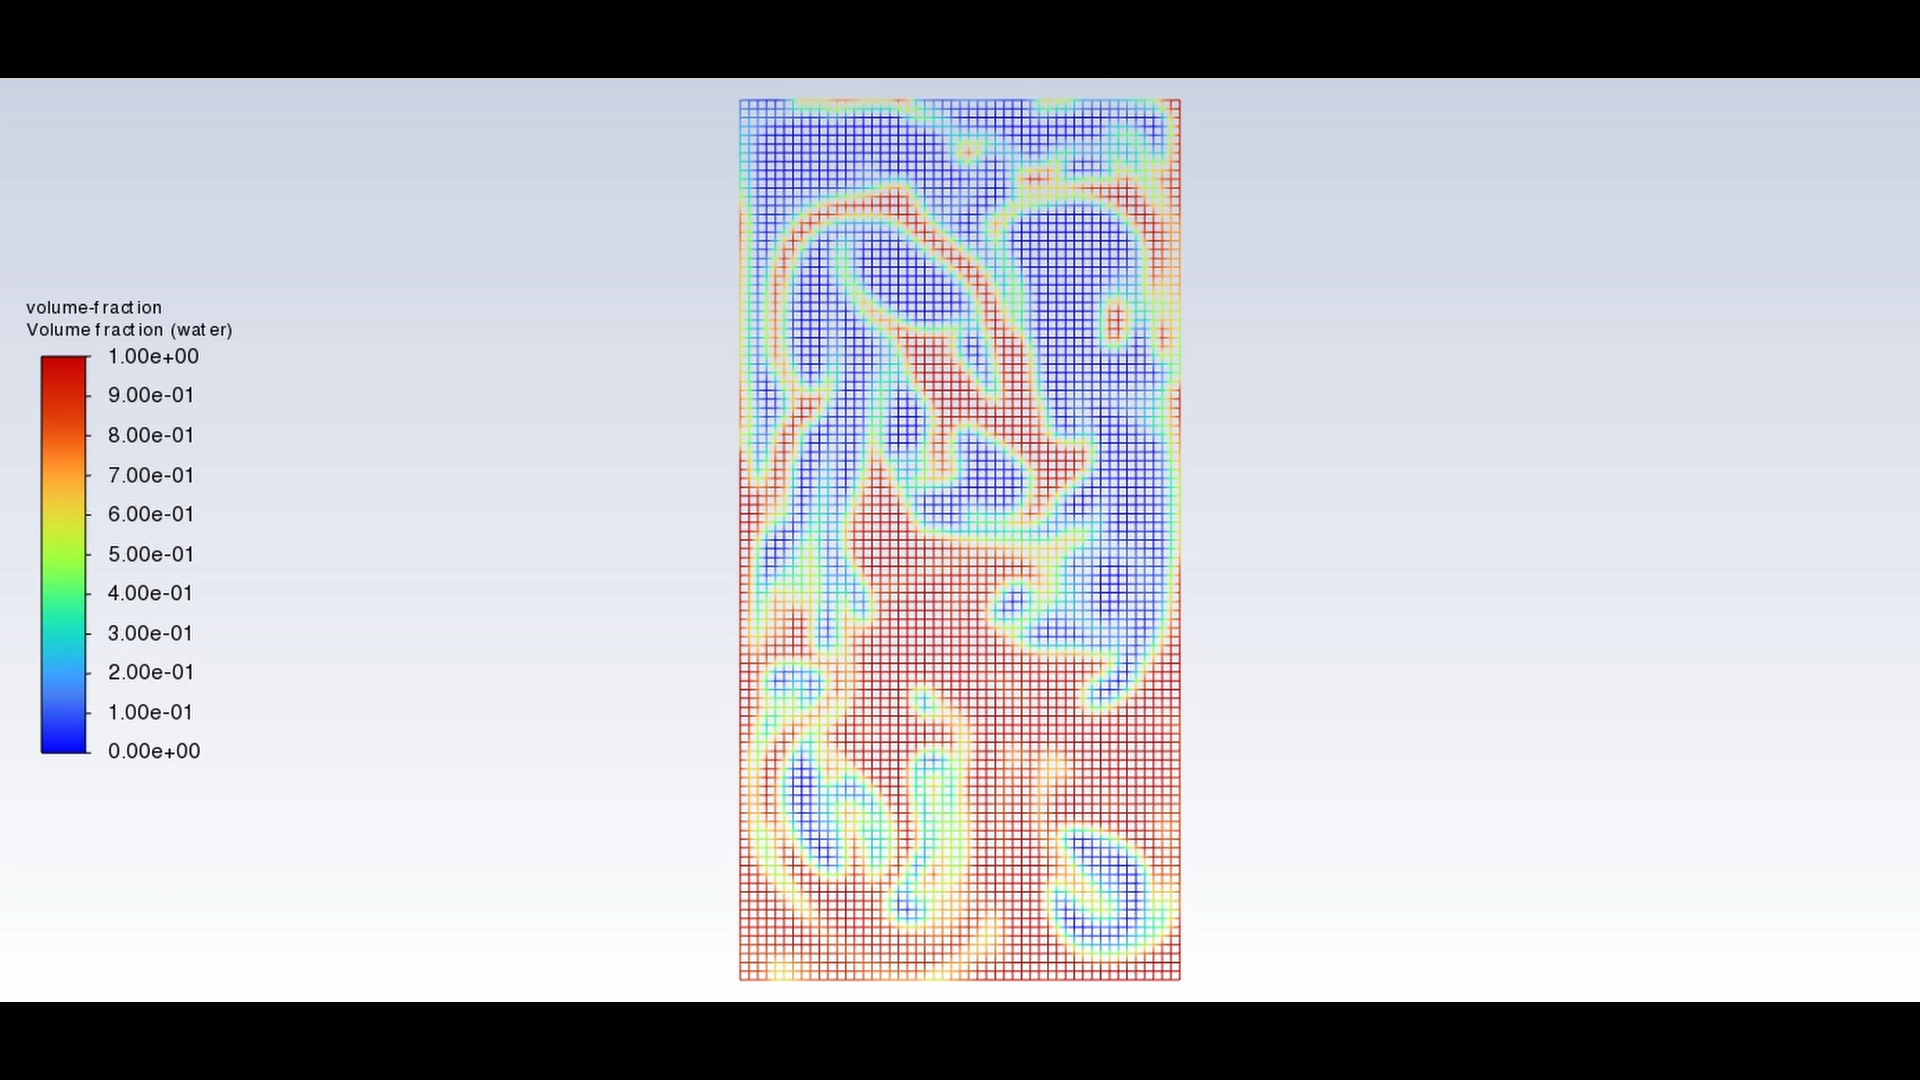 volume-fraction
Volume fraction (water)
1.00e+00
9.00e-01
8.00e-01
7.00e-01
6.00e-01
5.00e-01
4.00e-01
3.00e-01
2.00e-01
1.00e-01
0.00e+00